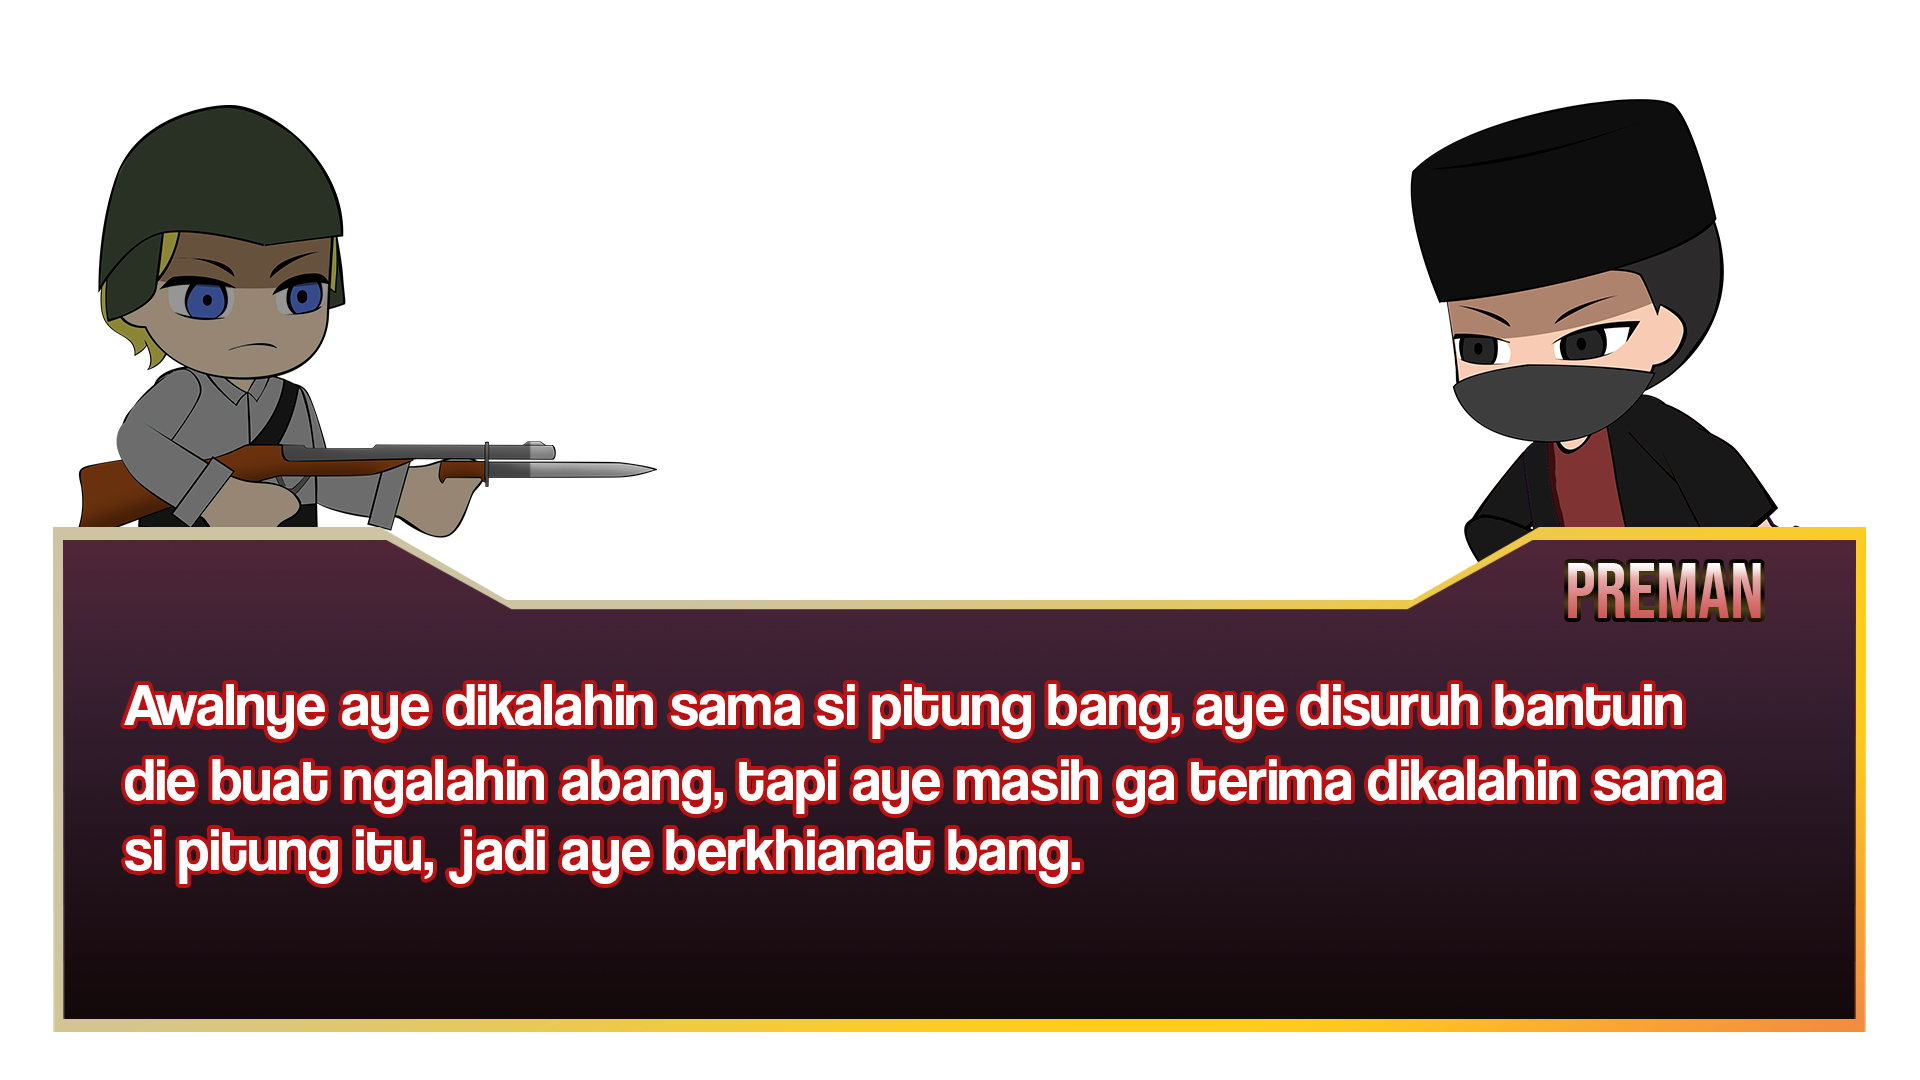 PREMAN
Awalnye aye dikalahin sama si pitung bang, aye disuruh bantuin
die buat ngalahin abang, tapi aye masih ga terima dikalahin sama
si pitung itu, jadi aye berkhianat bang.